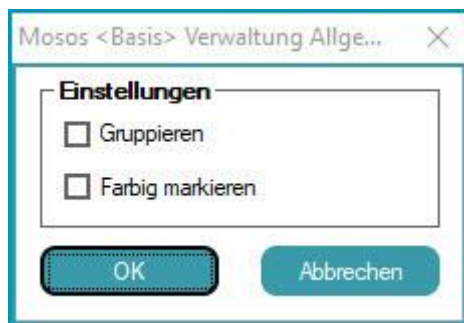 Mosos <Basis> Verwaltung Allge...
Einstellungen
Gruppieren
Farbig markieren
OK
Abbrechen